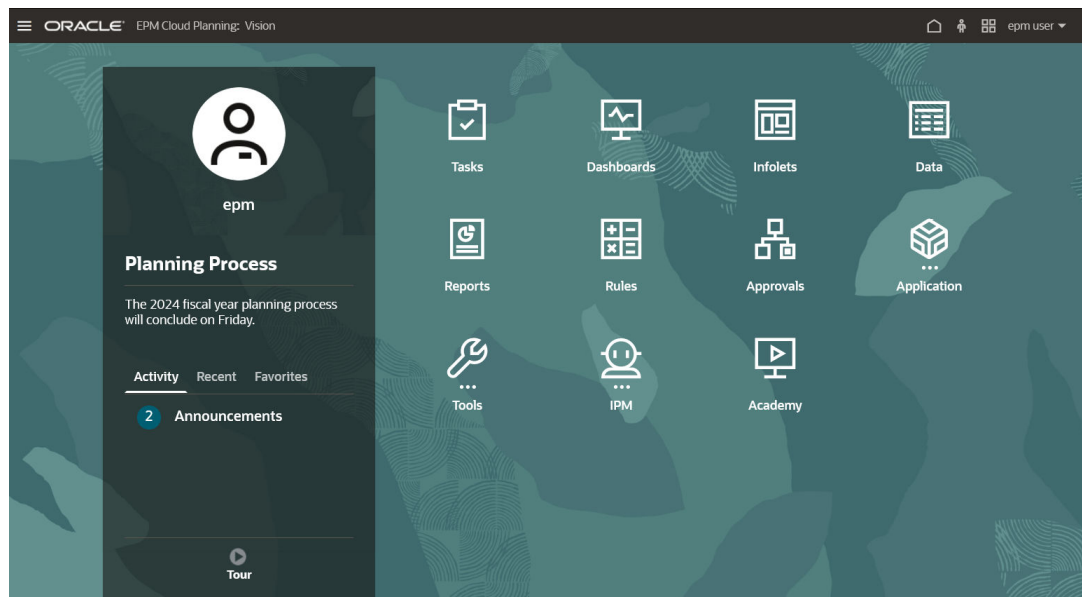 ORACLE EPM Cloud Planning: Vision epm user
epm
Planning Process
The 2024 fiscal year planning process
will conclude on Friday.
Activity Recent Favorites
2 Announcements
Tour
Tasks Dashboards Infolets Data
Reports Rules Approvals Application
Tools IPM Academy